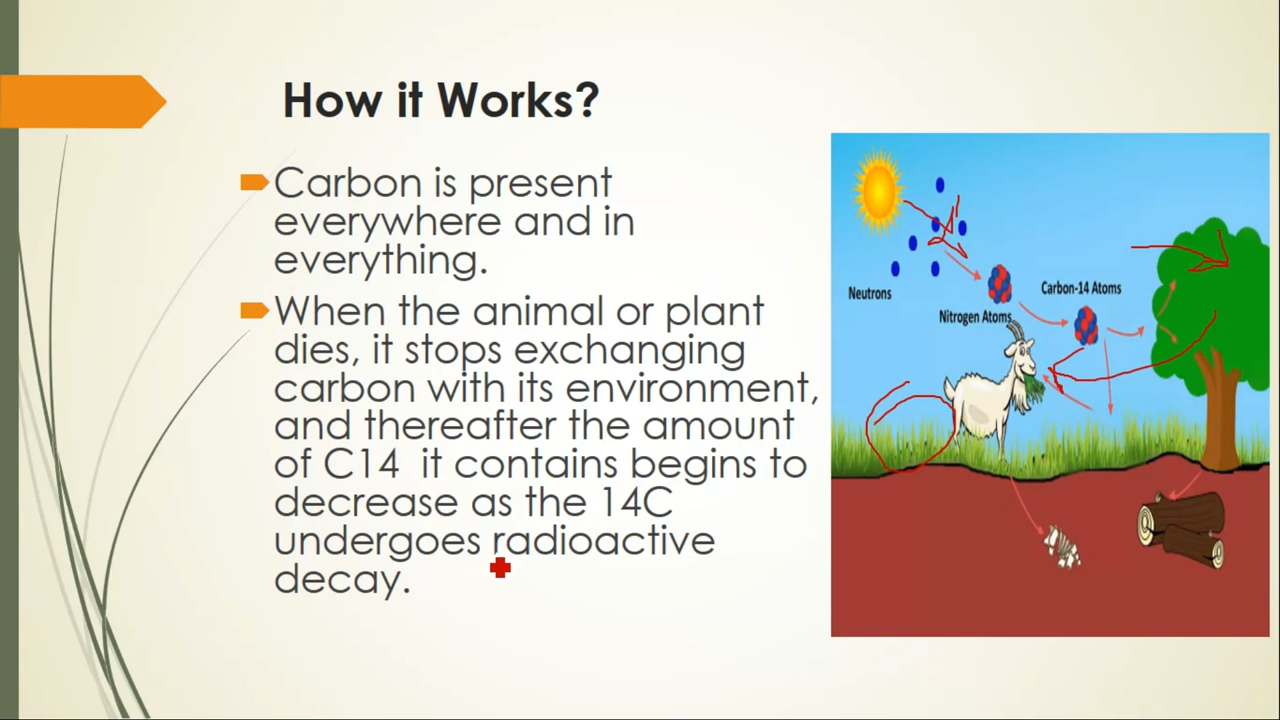 How it Works?
Carbon is present
everywhere and in
everything.
When the animal or plant
dies, it stops exchanging
carbon with its environment,
and thereafter the amount
of C14 it contains begins to
decrease as the 14C
undergoes radioactive
decay.
Neutrons
Nitrogen Atoms
Carbon-14 Atoms